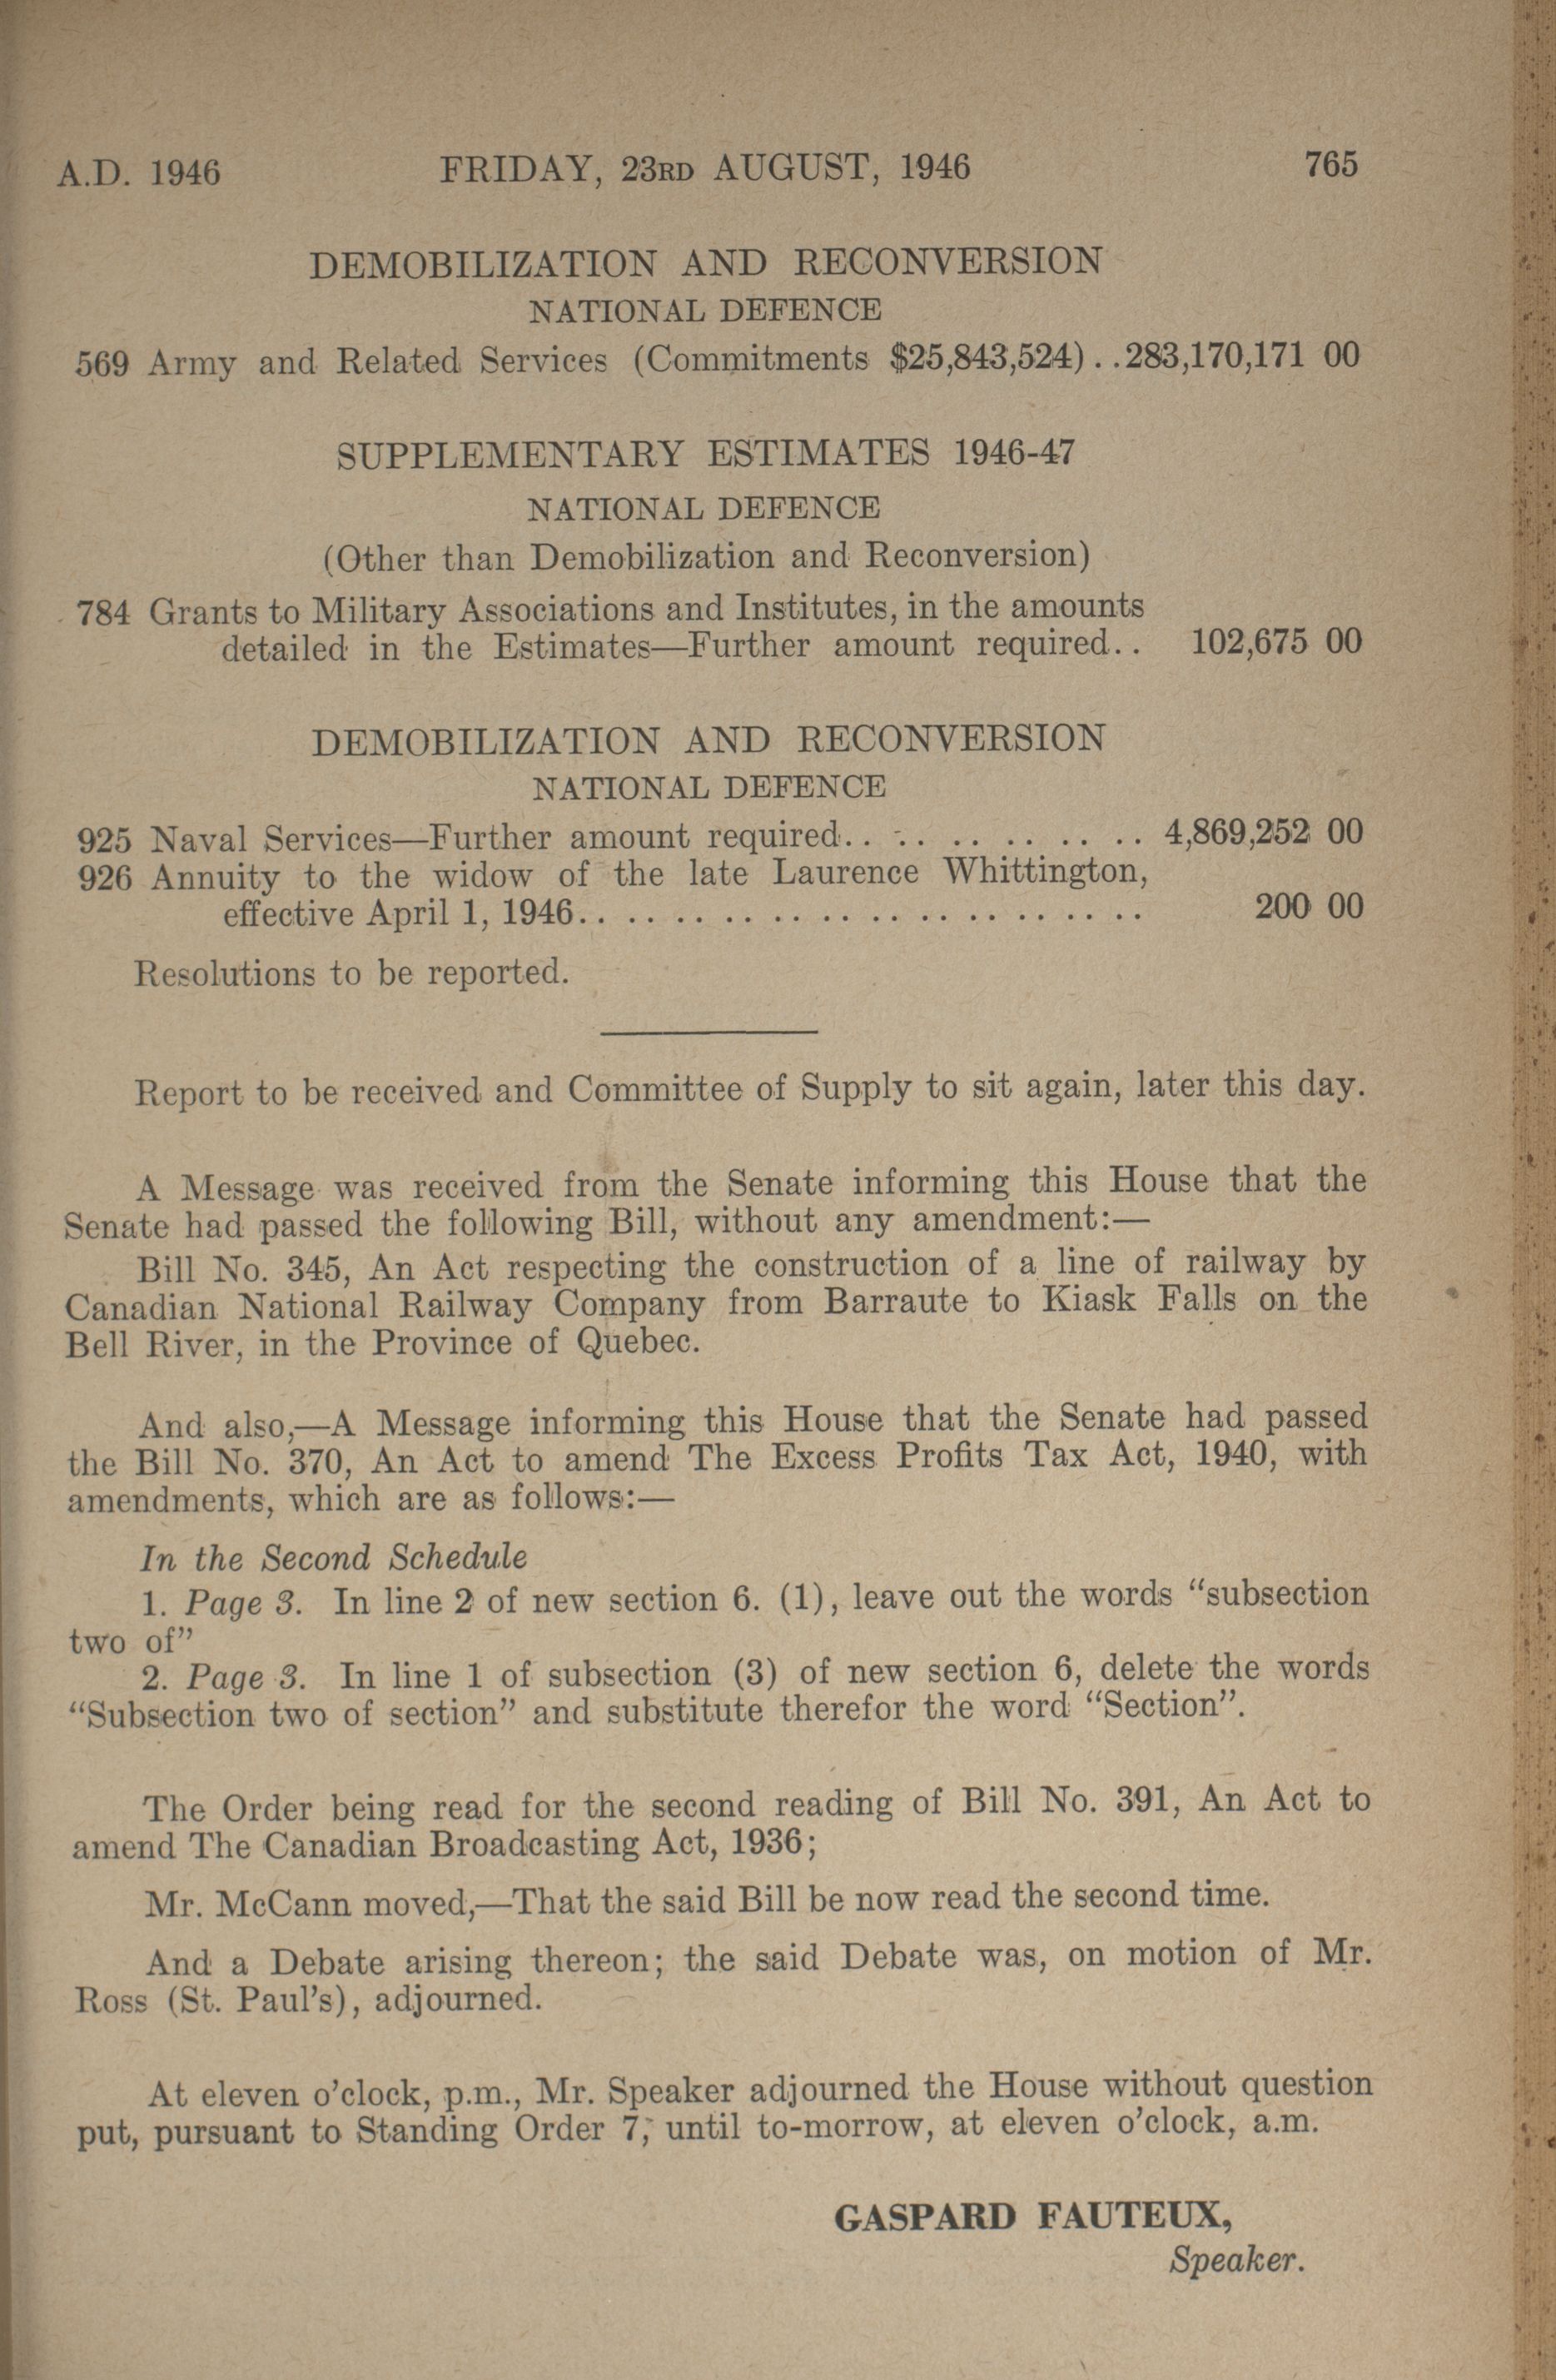 A.D. 1946 FRIDAY, 23RD AUGUST, 1946 765
DEMOBILIZATION AND RECONVERSION
NATIONAL DEFENCE
569 Army and Related Services (Commitments $25,843,524) . . 283,170,171 00
SUPPLEMENTARY ESTIMATES 1946-47
NATIONAL DEFENCE
(Other than Demobilization and Reconversion)
784 Grants to Military Associations and Institutes, in the amounts
detailed in the Estimates—Further amount required. . 102,675 00
DEMOBILIZATION AND RECONVERSION
NATIONAL DEFENCE
925 Naval Services—Further amount required. . . . . . . . . . . . . 4,869,252 00
926 Annuity to the widow of the late Laurence Whittington,
effective April 1, 1946. . . . . . . . . . . . . . . . . . . . . . . . 200 00
Resolutions to be reported.
Report to be received and Committee of Supply to sit again, later this day.
A Message was received from the Senate informing this House that the
Senate had passed the following Bill, without any amendment:—
Bill No. 345, An Act respecting the construction of a line of railway by
Canadian National Railway Company from Barraute to Kiask Falls on the
Bell River, in the Province of Quebec.
And also,—A Message informing this House that the Senate had passed
the Bill No. 370, An Act to amend The Excess Profits Tax Act, 1940, with
amendments, which are as follows:—
In the Second Schedule
1. Page 3. In line 2 of new section 6. (1), leave out the words “subsection
two of”
2. Page 3. In line 1 of subsection (3) of new section 6, delete the words
“Subsection two of section” and substitute therefor the word “Section”.
The Order being read for the second reading of Bill No. 391, An Act to
amend The Canadian Broadcasting Act, 1936;
Mr. McCann moved,—That the said Bill be now read the second time.
And a Debate arising thereon; the said Debate was, on motion of Mr.
Ross (St. Paul's), adjourned.
At eleven o'clock, p.m., Mr. Speaker adjourned the House without question
put, pursuant to Standing Order 7, until to-morrow, at eleven o'clock, a.m.
GASPARD FAUTEUX,
Speaker.